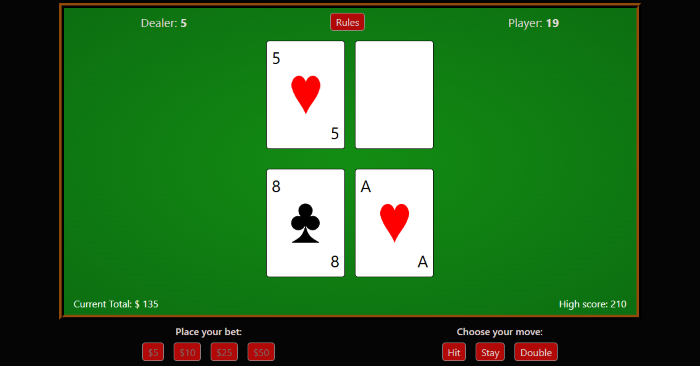 Dealer: 5
Rules
Player: 19
5
5
8
A
8
A
Current Total: $ 135
High score: 210
Place your bet:
Choose your move:
$5
$10
$25
$50
Hit
Stay
Double